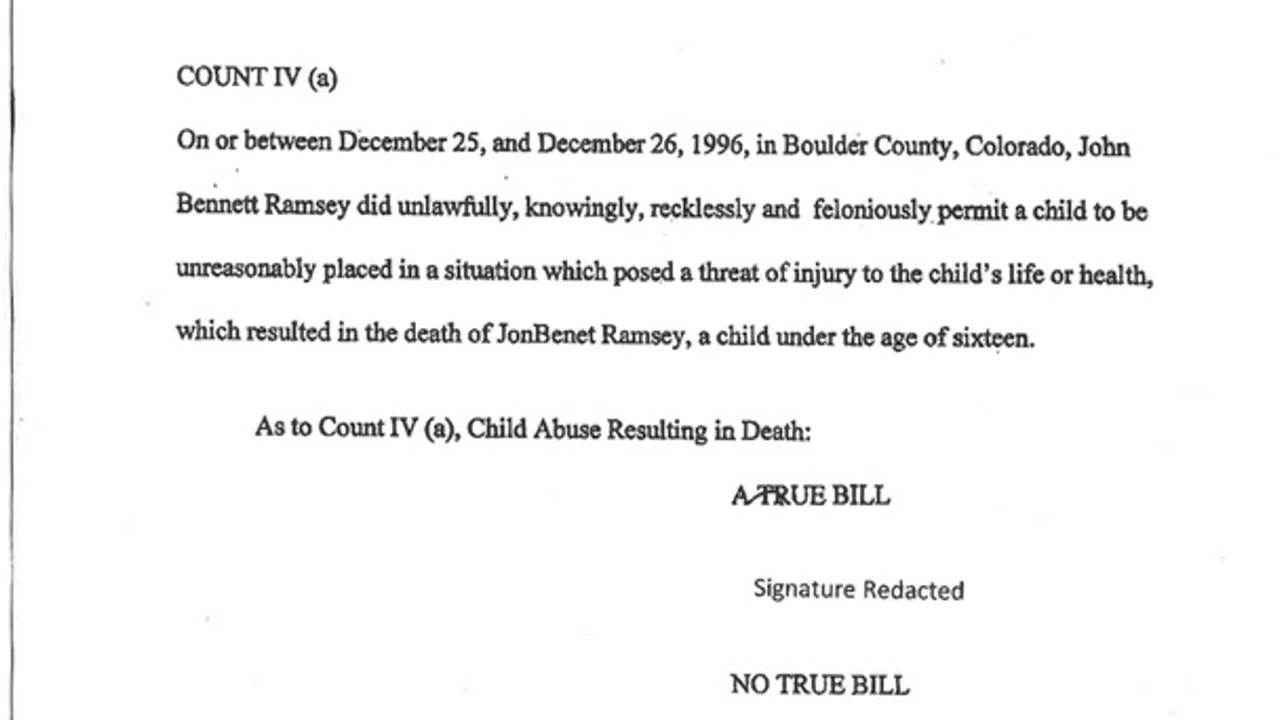 COUNT IV (a)
On or between December 25, and December 26, 1996, in Boulder County, Colorado, John
Bennett Ramsey did unlawfully, knowingly, recklessly and feloniously permit a child to be
unreasonably placed in a situation which posed a threat of injury to the child's life or health,
which resulted in the death of JonBenet Ramsey, a child under the age of sixteen.
As to Count IV (a), Child Abuse Resulting in Death:
A TRUE BILL
Signature Redacted
NO TRUE BILL